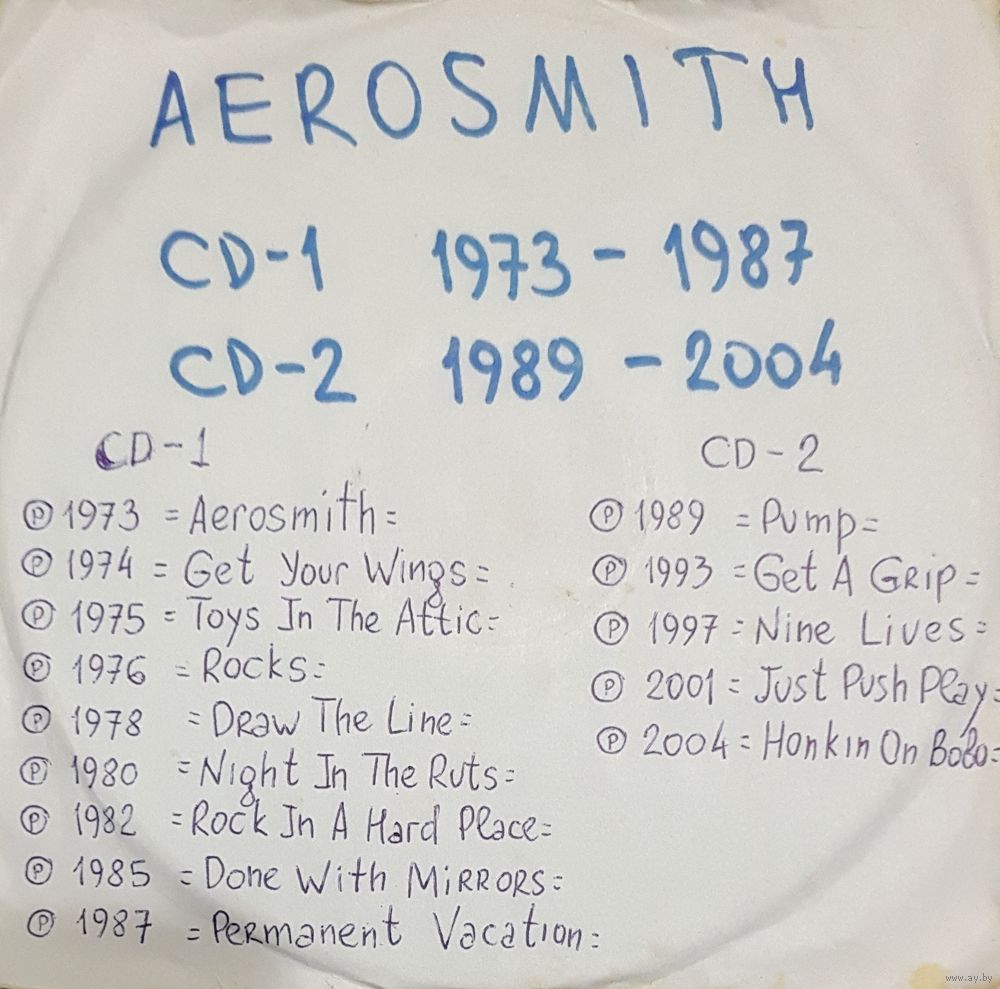 AEROSMITH
CD-1 1973 - 1987
CD-2 1989 - 2004
CD-1
Ⓟ 1973 = Aerosmith =
Ⓟ 1974 = Get Your Wings =
Ⓟ 1975 = Toys In The Attic =
Ⓟ 1976 = Rocks =
Ⓟ 1978 = Draw The Line =
Ⓟ 1980 = Night In The Ruts =
Ⓟ 1982 = Rock In A Hard Place =
Ⓟ 1985 = Done With Mirrors =
Ⓟ 1987 = Permanent Vacation =
CD-2
Ⓟ 1989 = Pump =
Ⓟ 1993 = Get A Grip =
Ⓟ 1997 = Nine Lives =
Ⓟ 2001 = Just Push Play =
Ⓟ 2004 = Honkin On Bobo =
www.ay.by